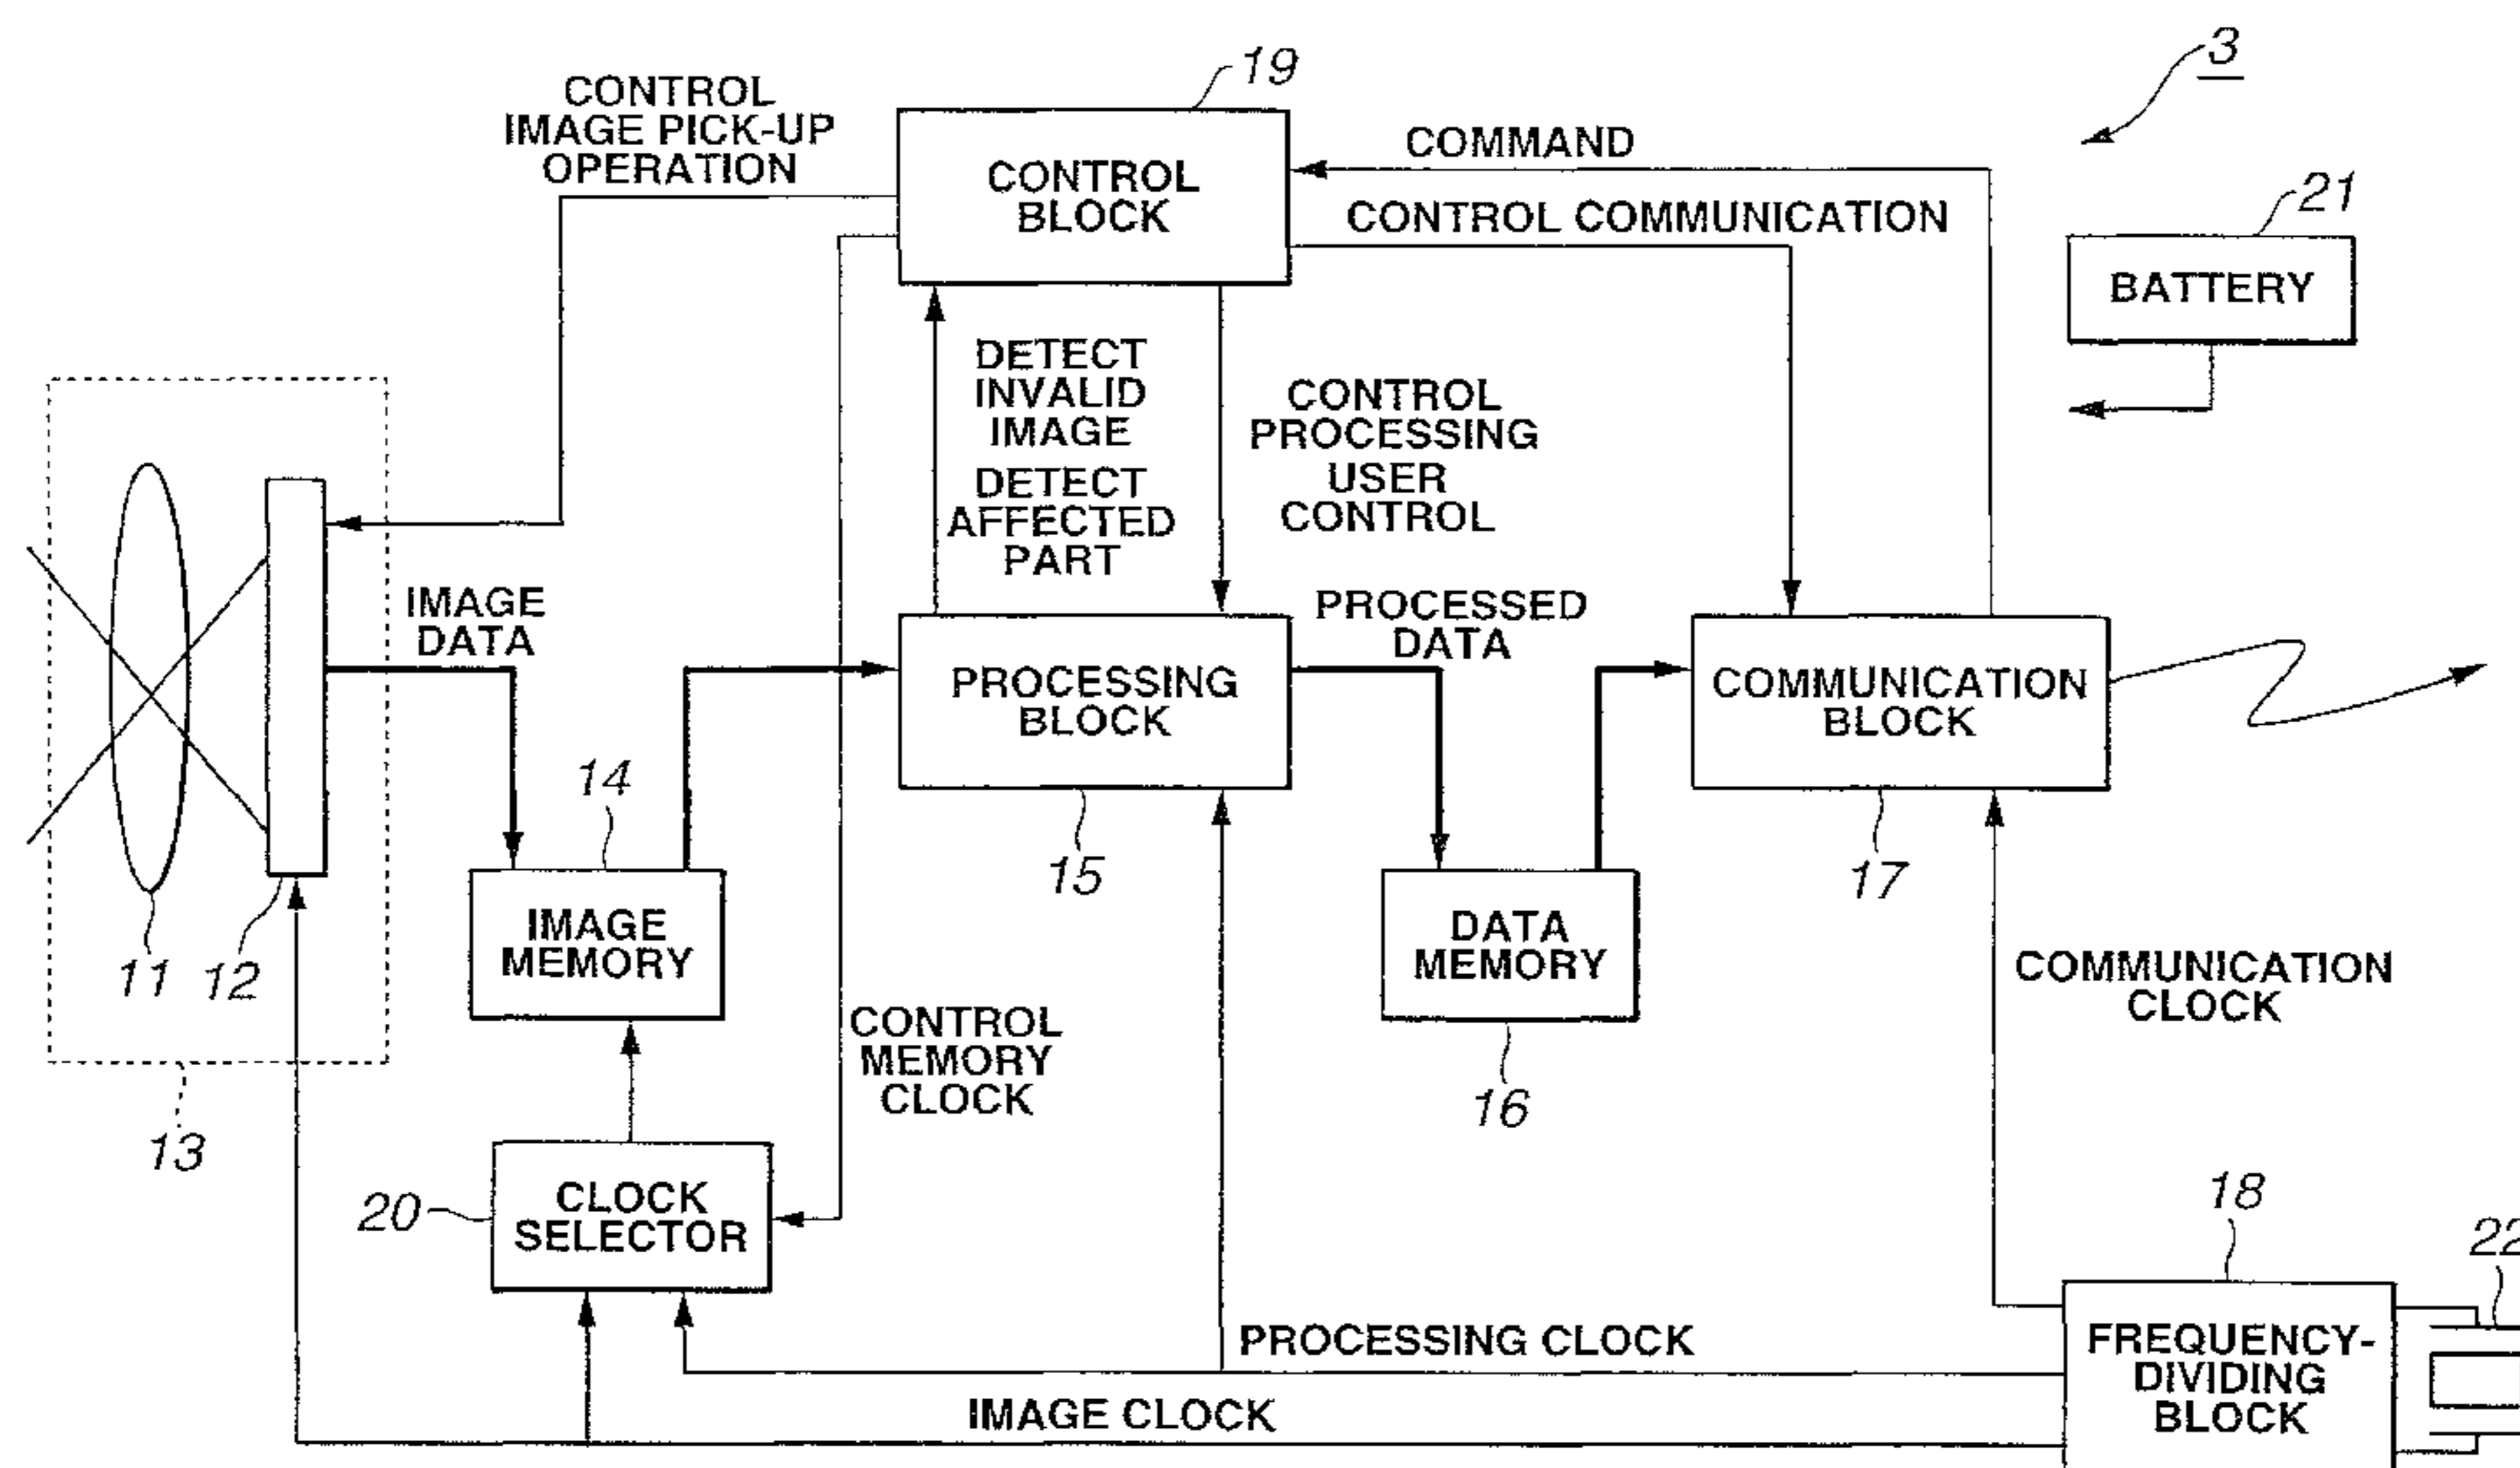 3
19
CONTROL
IMAGE PICK-UP
OPERATION
CONTROL
BLOCK
COMMAND
CONTROL COMMUNICATION
21
BATTERY
DETECT
INVALID
IMAGE
DETECT
AFFECTED
PART
CONTROL
PROCESSING
USER
CONTROL
IMAGE
DATA
PROCESSING
BLOCK
PROCESSED
DATA
COMMUNICATION
BLOCK
14
15
17
11
12
IMAGE
MEMORY
DATA
MEMORY
COMMUNICATION
CLOCK
CONTROL
MEMORY
CLOCK
16
13
20
CLOCK
SELECTOR
18
22
PROCESSING CLOCK
FREQUENCY-
DIVIDING
BLOCK
IMAGE CLOCK